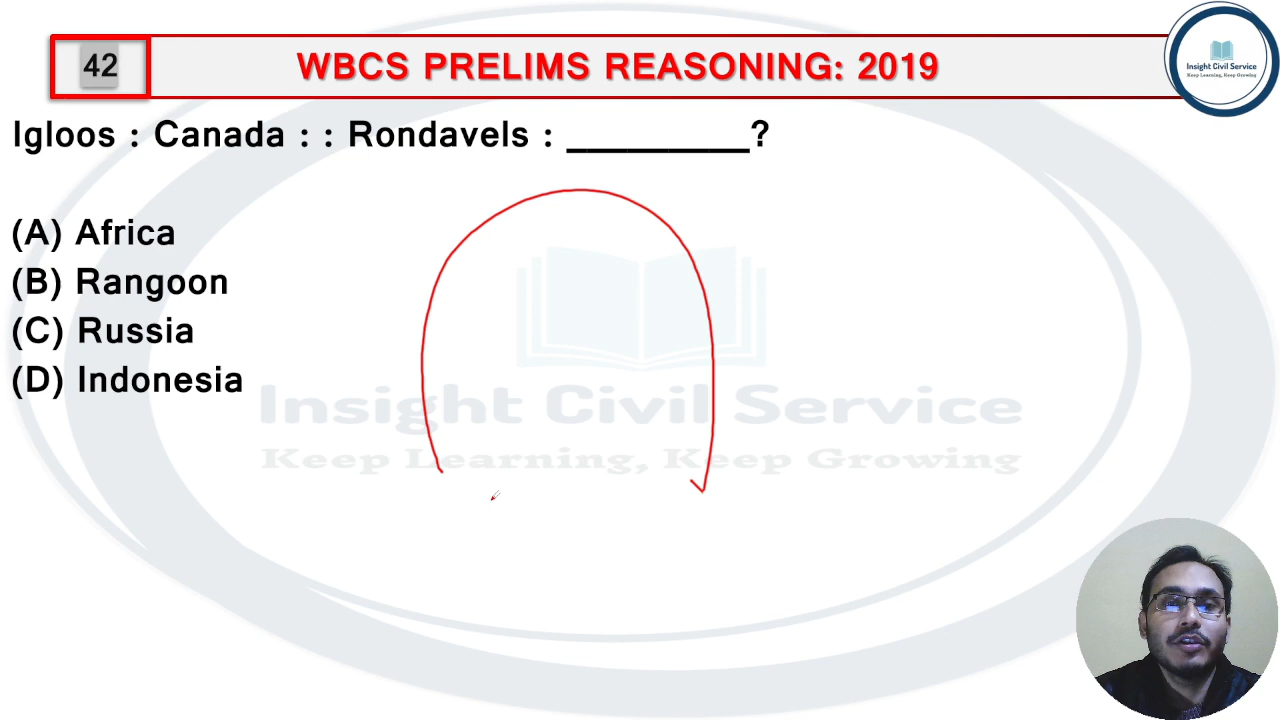 42
WBCS PRELIMS REASONING: 2019
Insight Civil Service
Keep Learning, Keep Growing
Igloos : Canada : : Rondavels : __________?
(A) Africa
(B) Rangoon
(C) Russia
(D) Indonesia
Insight Civil Service
Keep Learning, Keep Growing